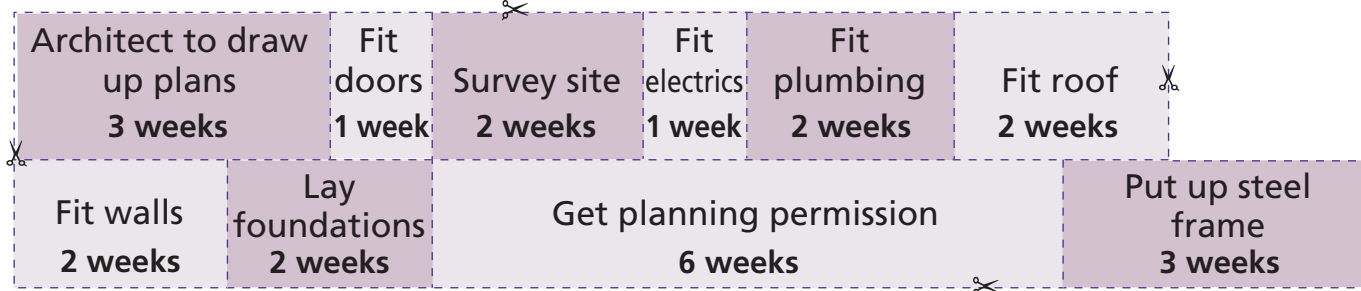 Architect to draw
up plans
3 weeks
Fit
doors
1 week
Survey site
2 weeks
Fit
electrics
1 week
Fit
plumbing
2 weeks
Fit roof
2 weeks
Fit walls
2 weeks
Lay
foundations
2 weeks
Get planning permission
6 weeks
Put up steel
frame
3 weeks